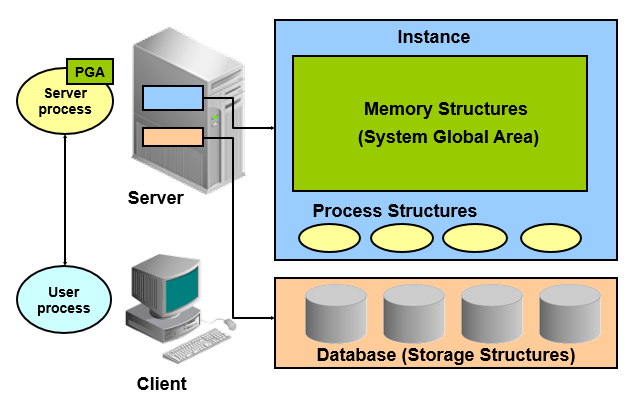 PGA
Server
process
Server
User
process
Client
Instance
Memory Structures
(System Global Area)
Process Structures
Database (Storage Structures)